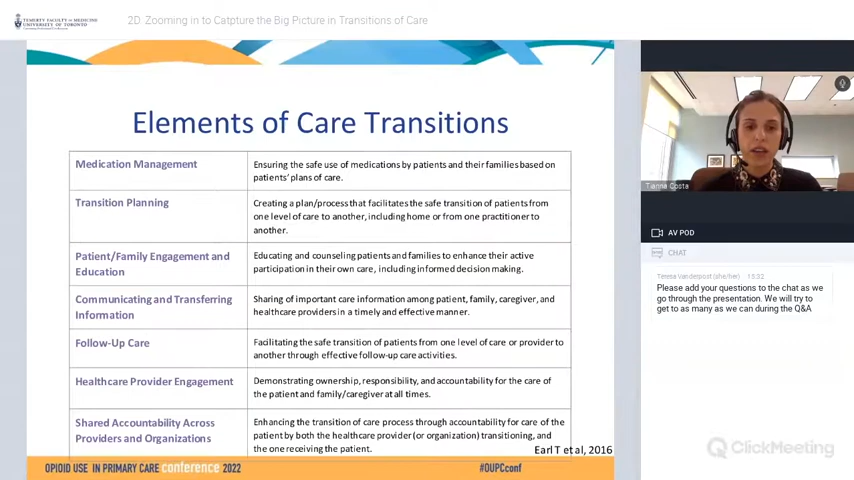 TEMERTY FACULTY OF MEDICINE
UNIVERSITY OF TORONTO
2D. Zooming in to Catpture the Big Picture in Transitions of Care
Elements of Care Transitions
Medication Management
Ensuring the safe use of medications by patients and their families based on
patients' plans of care.
Transition Planning
Creating a plan/process that facilitates the safe transition of patients from
one level of care to another, including home or from one practitioner to
another.
Patient/Family Engagement and
Education
Educating and counseling patients and families to enhance their active
participation in their own care, including informed decision making.
Communicating and Transferring
Information
Sharing of important care information among patient, family, caregiver, and
healthcare providers in a timely and effective manner.
Follow-Up Care
Facilitating the safe transition of patients from one level of care or provider to
another through effective follow-up care activities.
Healthcare Provider Engagement
Demonstrating ownership, responsibility, and accountability for the care of
the patient and family/caregiver at all times.
Shared Accountability Across
Providers and Organizations
Enhancing the transition of care process through accountability for care of the
patient by both the healthcare provider (or organization) transitioning, and
the one receiving the patient.
Earl T et al, 2016
OPIOID USE IN PRIMARY CARE conference 2022
#OUPCconf
Tianna Costa
AV POD
CHAT
Teresa Vanderpost (she/her) 15:32
Please add your questions to the chat as we
go through the presentation. We will try to
get to as many as we can during the Q&A
ClickMeeting